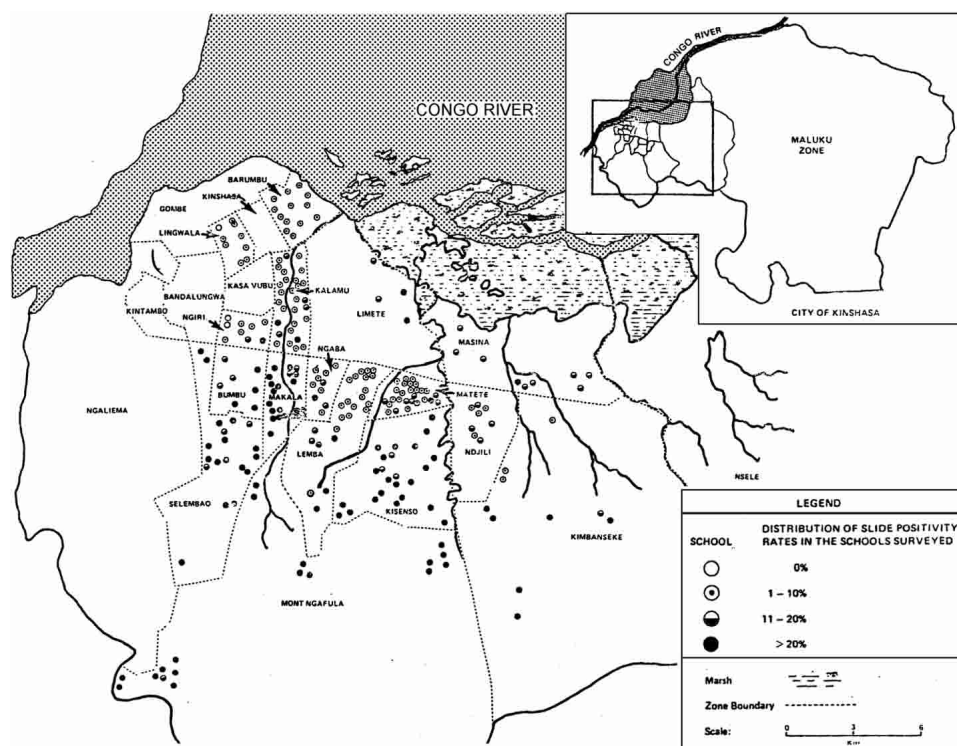 CONGO RIVER
CONGO RIVER
MALUKU
ZONE
CITY OF KINSHASA
BARUMBU
KINSHASA
GOMBE
LINGWALA
KASA VUBU
KALAMU
BANDALUNGWA
KINTAMBO
NGIRI
LIMETE
MASINA
NGABA
NGALIEMA
BUMBU
MAKALA
MATETE
LEMBA
NDJILI
NSELE
SELEMBAO
KISENSO
KIMBANSEKE
MONT NGAFULA
LEGEND
SCHOOL
DISTRIBUTION OF SLIDE POSITIVITY
RATES IN THE SCHOOLS SURVEYED
0%
1 – 10%
11 – 20%
> 20%
Marsh
Zone Boundary
Scale:
0 3 6
Km